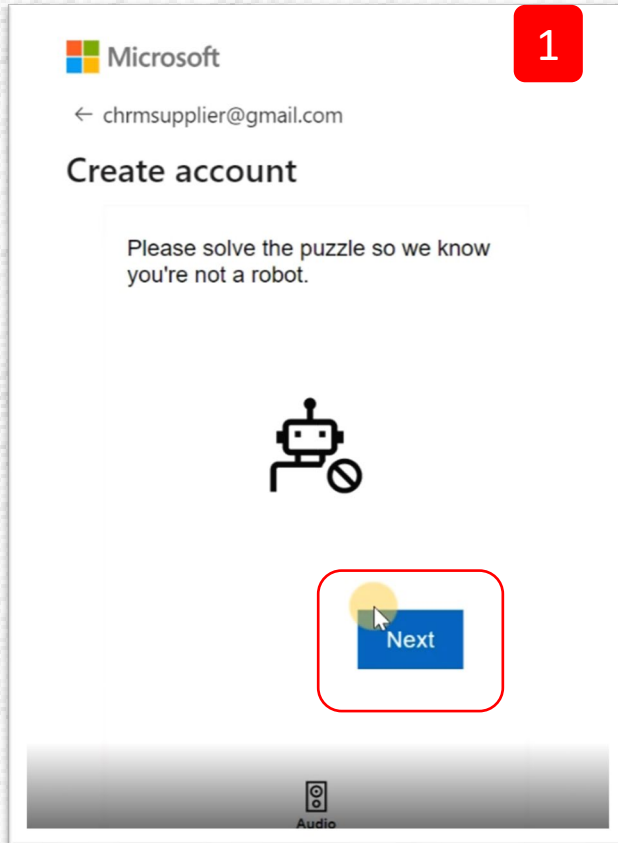 Microsoft
1
← chrmsupplier@gmail.com
Create account
Please solve the puzzle so we know
you're not a robot.
Next
Audio